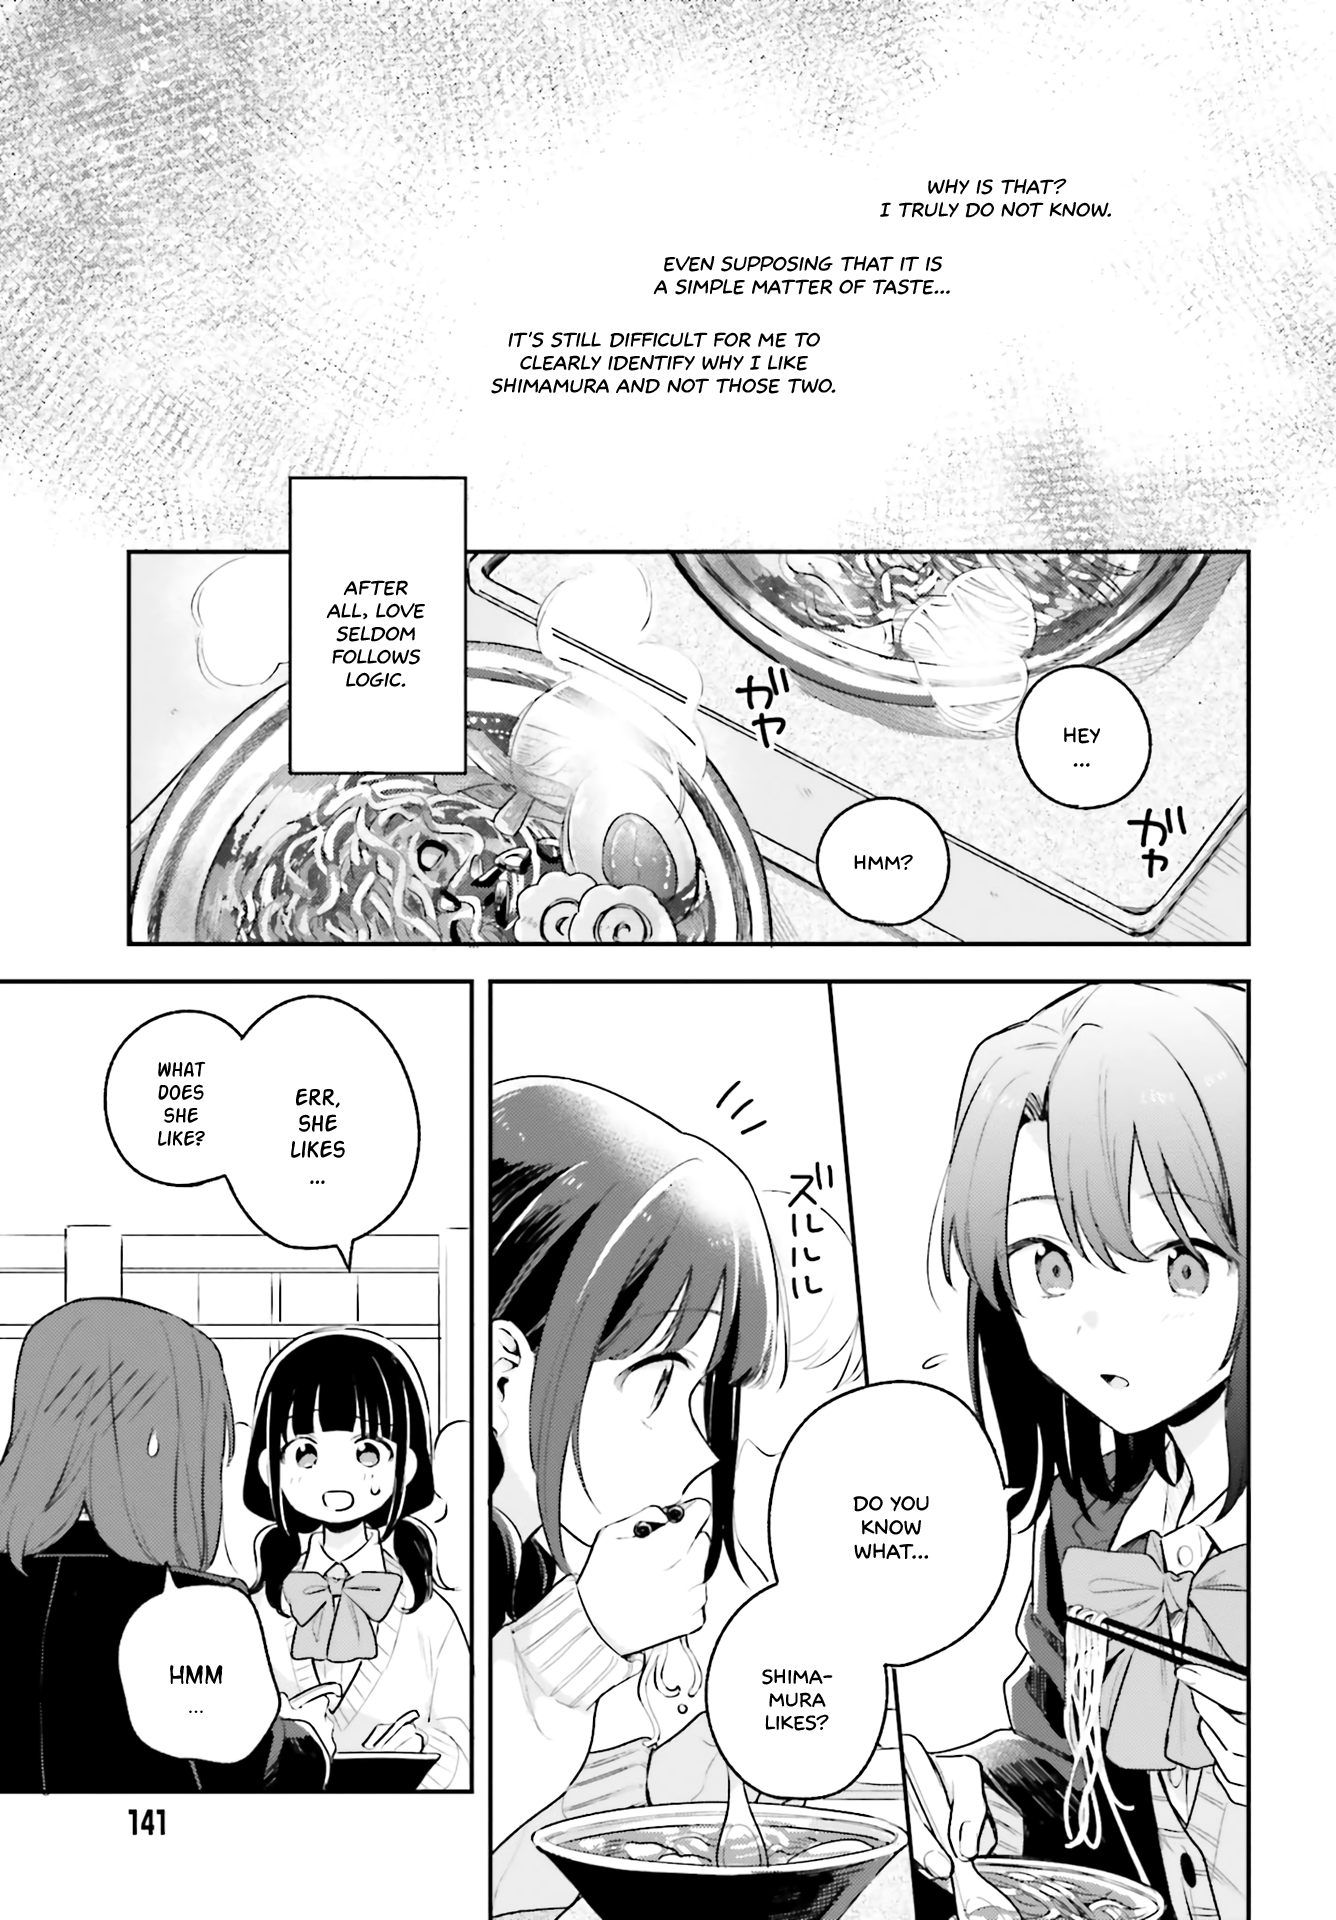 WHY IS THAT?
I TRULY DO NOT KNOW.
EVEN SUPPOSING THAT IT IS
A SIMPLE MATTER OF TASTE...
IT'S STILL DIFFICULT FOR ME TO
CLEARLY IDENTIFY WHY I LIKE
SHIMAMURA AND NOT THOSE TWO.
AFTER
ALL, LOVE
SELDOM
FOLLOWS
LOGIC.
ガヤ
HEY
...
HMM?
ガヤ
DO YOU
KNOW
WHAT...
SHIMA-
MURA
LIKES?
ズルルルル
ERR,
SHE
LIKES
...
WHAT
DOES
SHE
LIKE?
HMM
...
141